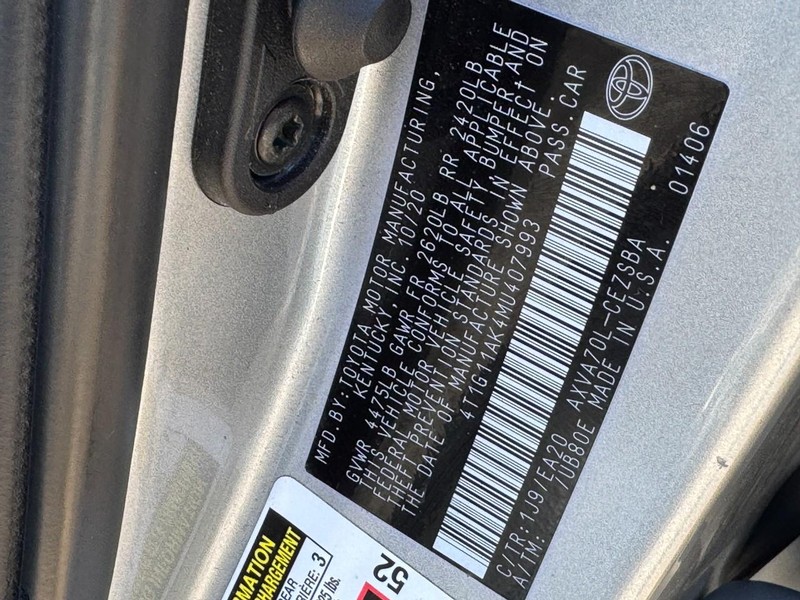 MFD.BY:TOYOTA MOTOR MANUFACTURING,
KENTUCKY, INC. 10/20
GVWR 4475LB GAWR FR 2620LB RR 2420LB
THIS VEHICLE CONFORMS TO ALL APPLICABLE
FEDERAL MOTOR VEHICLE SAFETY BUMPER, AND
THEFT PREVENTION STANDARDS IN EFFECT ON
THE DATE OF MANUFACTURE SHOWN ABOVE.
4T1G11AK4MU407993 PASS.CAR
C/TR:1J9/EA20 AXVA70L-CEZSBA
A/TM: /UB80E MADE IN U.S.A. 01406
3
52